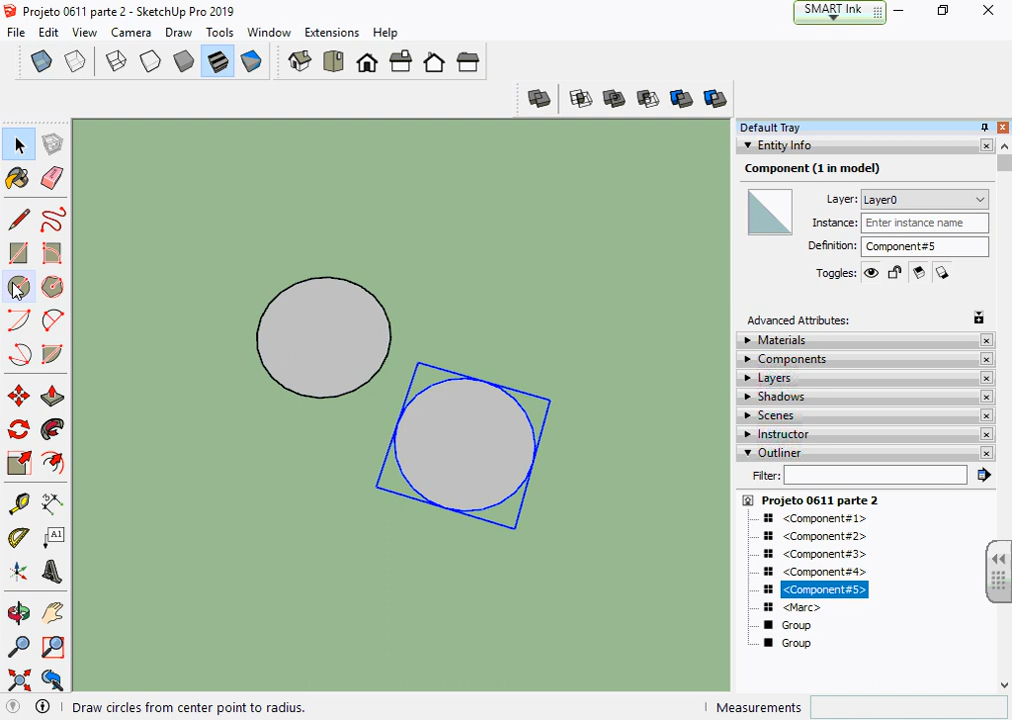 Projeto 0611 parte 2 - SketchUp Pro 2019
SMART Ink
File Edit View Camera Draw Tools Window Extensions Help
Default Tray
Entity Info
Component (1 in model)
Layer: Layer0
Instance: Enter instance name
Definition: Component#5
Toggles:
Advanced Attributes:
Materials
Components
Layers
Shadows
Scenes
Instructor
Outliner
Filter:
Projeto 0611 parte 2
<Component#1>
<Component#2>
<Component#3>
<Component#4>
<Component#5>
<Marc>
Group
Group
A1
Draw circles from center point to radius.
Measurements